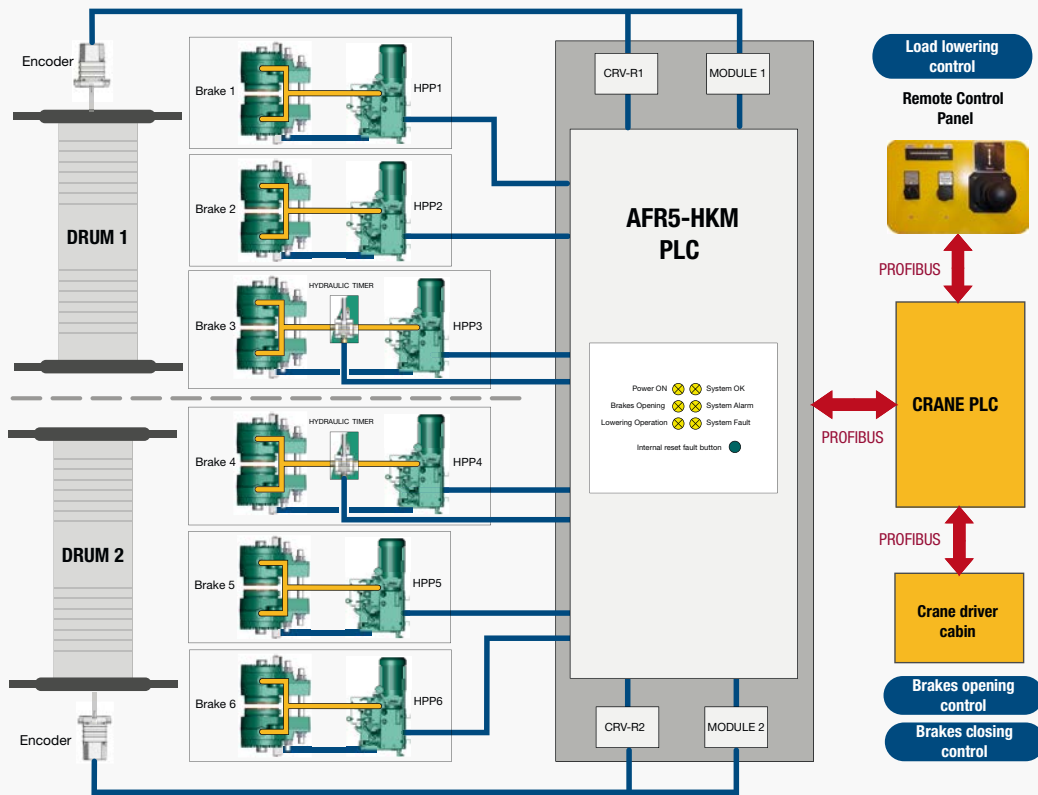 Encoder
DRUM 1
Brake 1
HPP1
Brake 2
HPP2
HYDRAULIC TIMER
Brake 3
HPP3
HYDRAULIC TIMER
Brake 4
HPP4
DRUM 2
Brake 5
HPP5
Brake 6
HPP6
Encoder
CRV-R1
MODULE 1
AFR5-HKM
PLC
Power ON
System OK
Brakes Opening
System Alarm
Lowering Operation
System Fault
Internal reset fault button
CRV-R2
MODULE 2
Load lowering
control
Remote Control
Panel
PROFIBUS
CRANE PLC
PROFIBUS
PROFIBUS
Crane driver
cabin
Brakes opening
control
Brakes closing
control